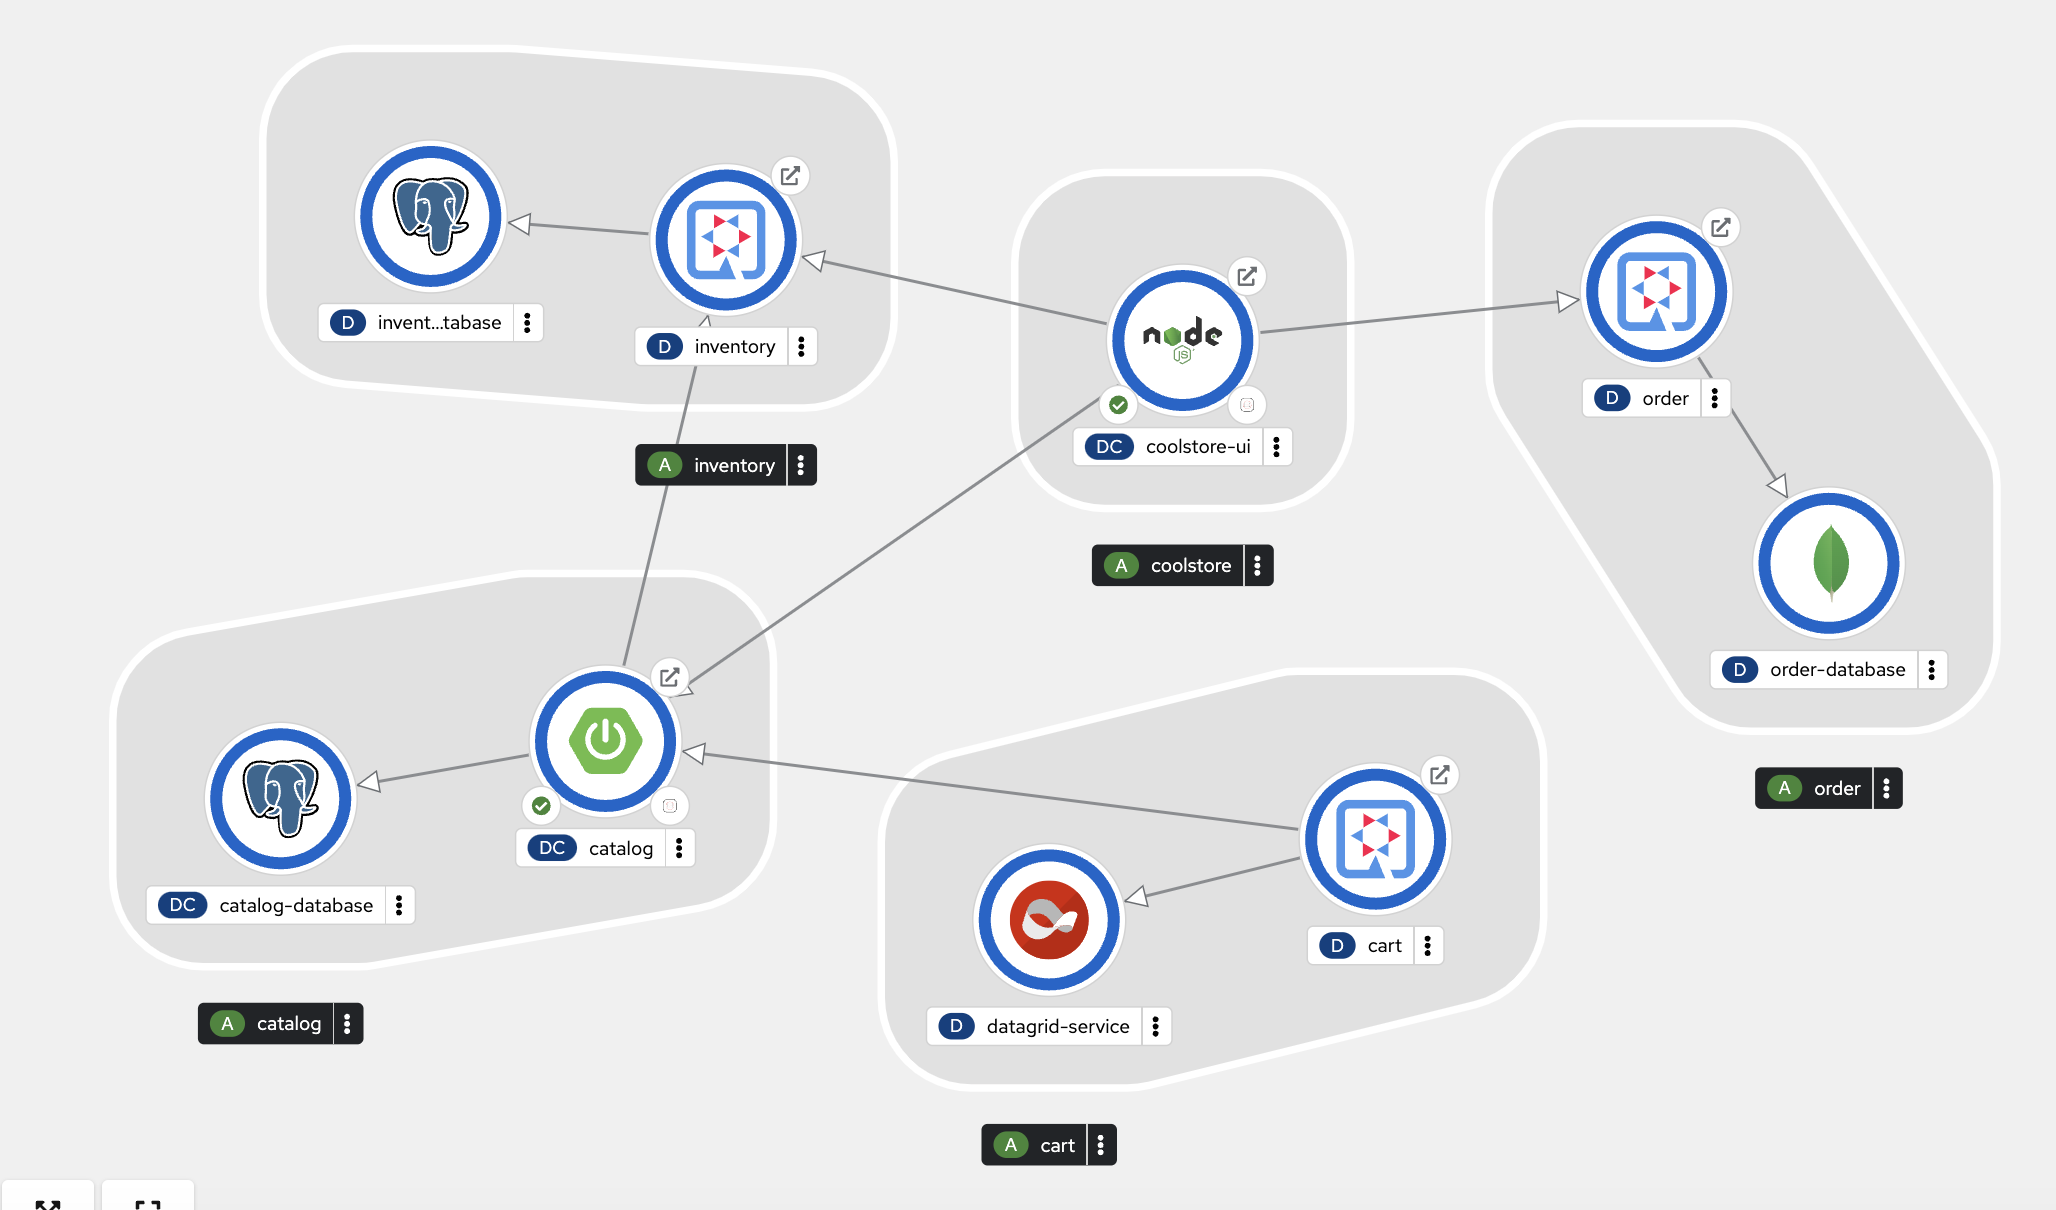 D invent...tabase
D inventory
A inventory
node
JS
DC coolstore-ui
A coolstore
D order
D order-database
A order
DC catalog-database
DC catalog
A catalog
D datagrid-service
D cart
A cart